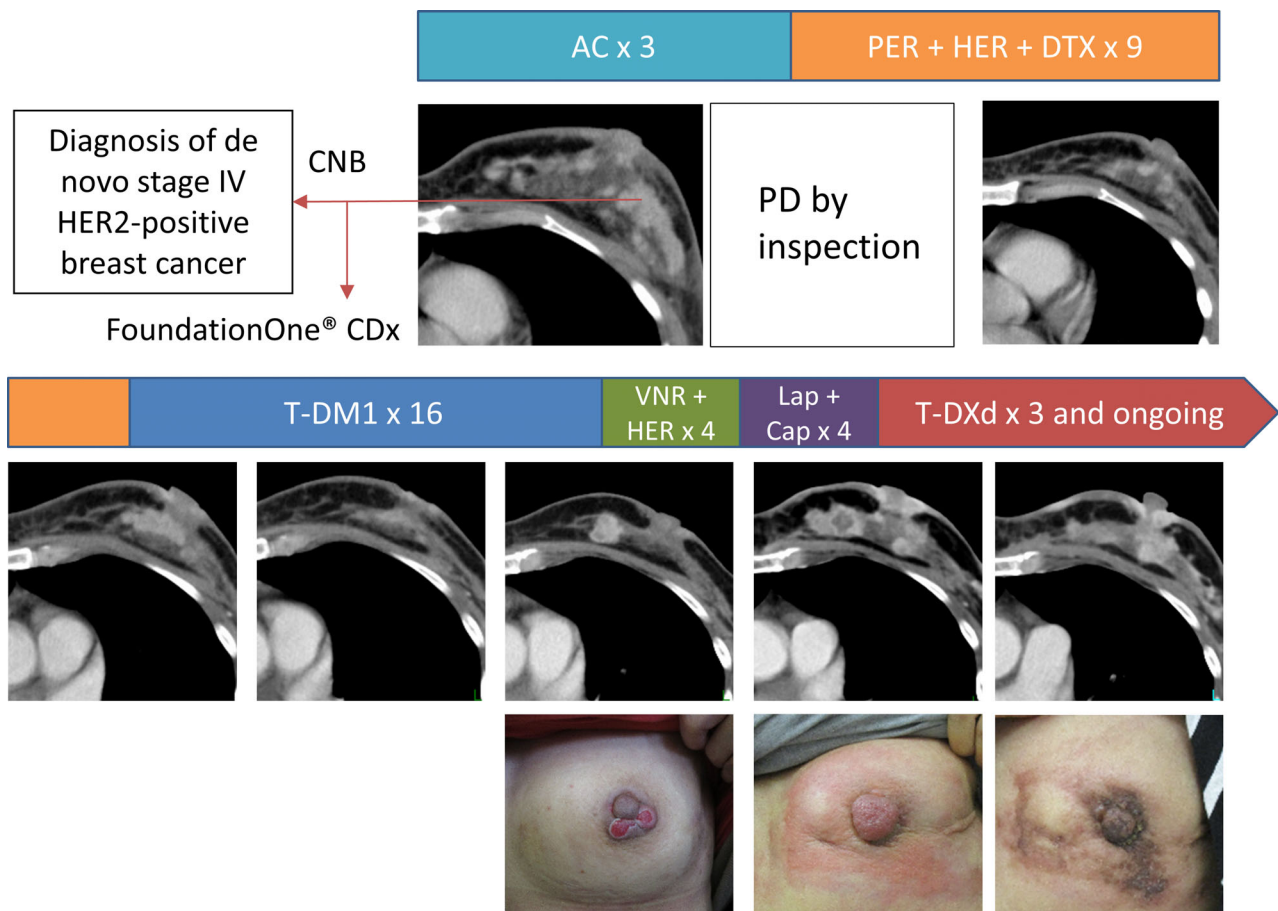 AC x 3
PER + HER + DTX x 9
Diagnosis of de
novo stage IV
HER2-positive
breast cancer
CNB
FoundationOne® CDx
PD by
inspection
T-DM1 x 16
VNR +
HER x 4
Lap +
Cap x 4
T-DXd x 3 and ongoing